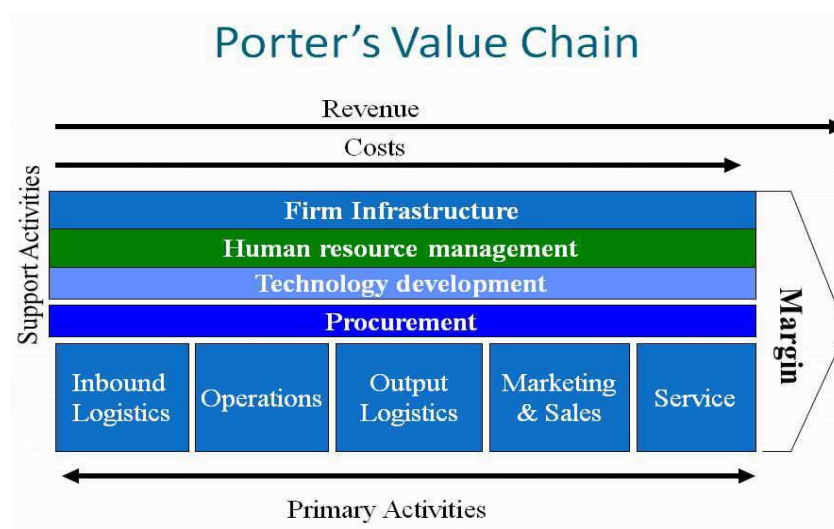 Porter's Value Chain
Revenue
Costs
Support Activities
Firm Infrastructure
Human resource management
Technology development
Procurement
Inbound
Logistics
Operations
Output
Logistics
Marketing
& Sales
Service
Margin
Primary Activities